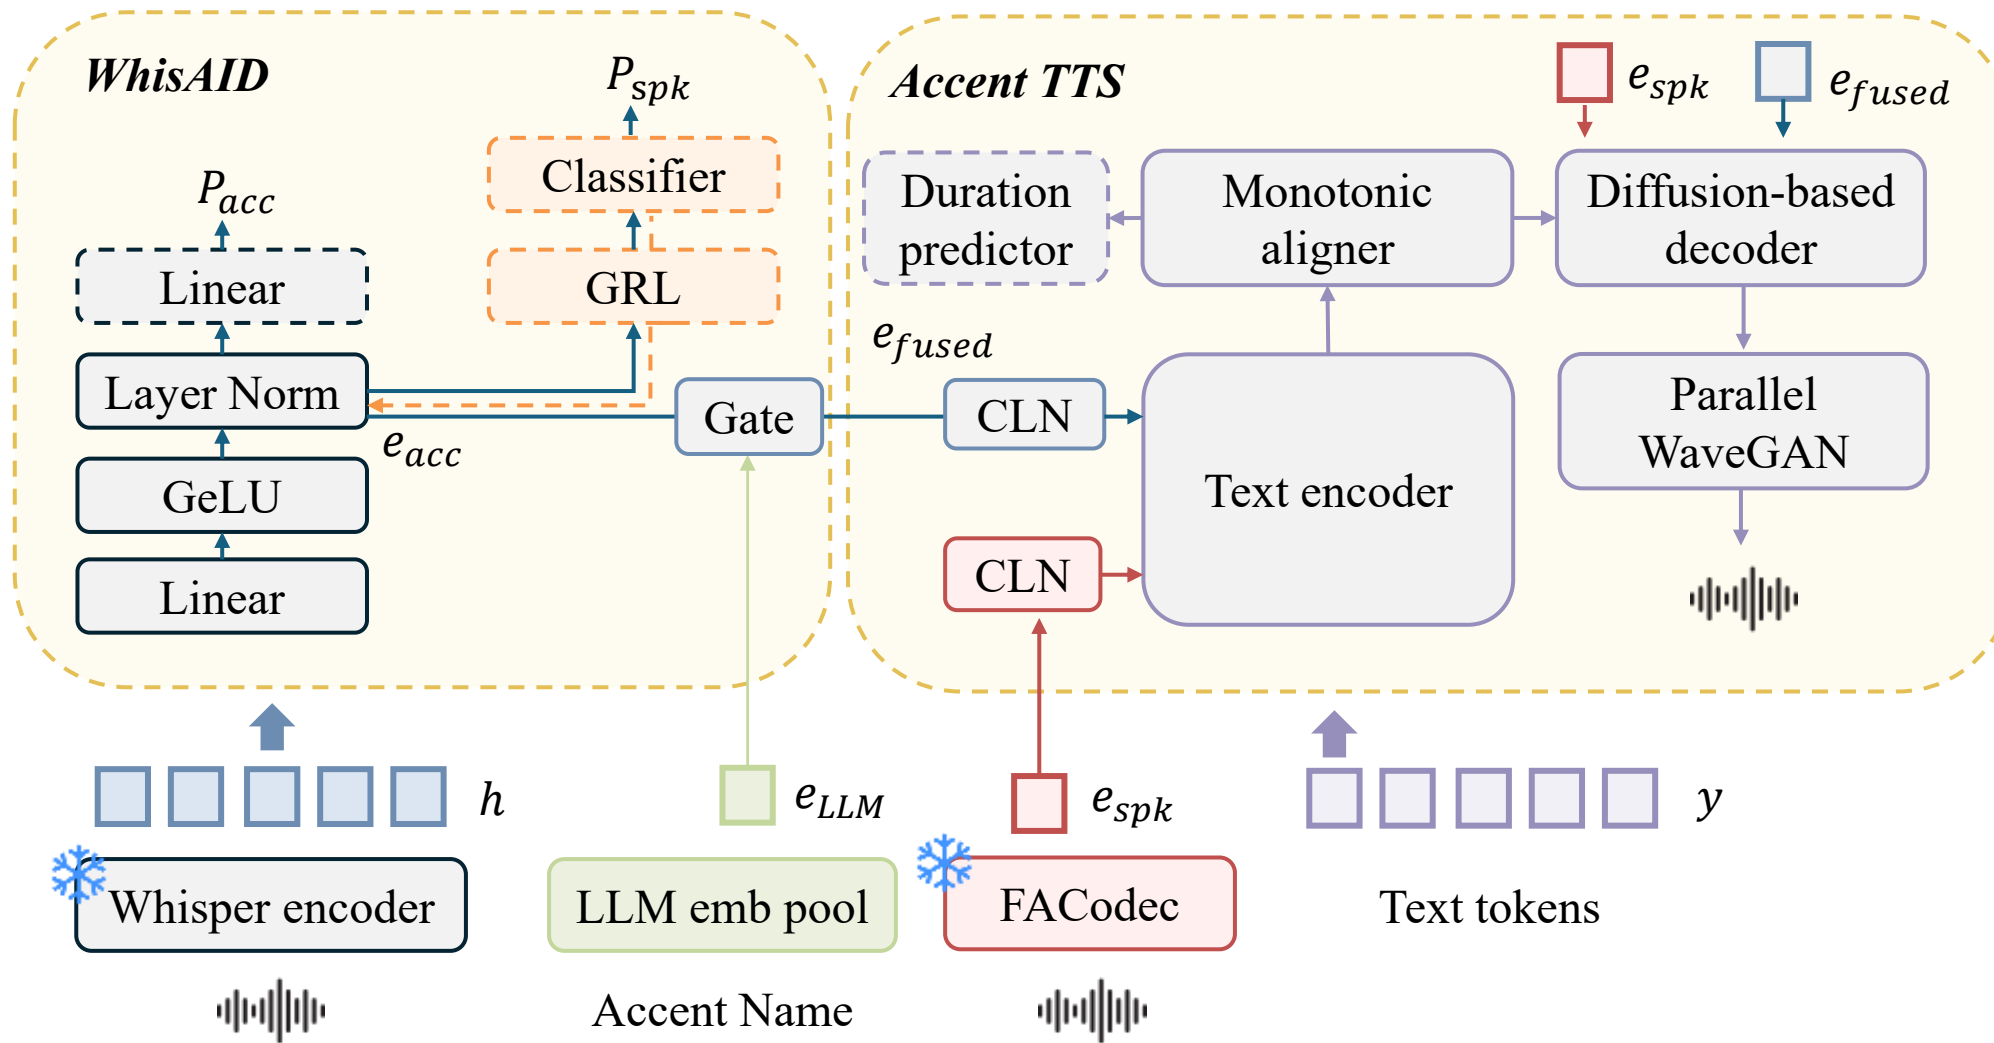 WhisAID
P_spk
Classifier
P_acc
GRL
Linear
Layer Norm
e_acc
Gate
GeLU
Linear
Accent TTS
e_spk
e_fused
Duration
predictor
Monotonic
aligner
Diffusion-based
decoder
e_fused
CLN
Text encoder
Parallel
WaveGAN
CLN
h
e_LLM
e_spk
y
Whisper encoder
LLM emb pool
FACodec
Text tokens
Accent Name